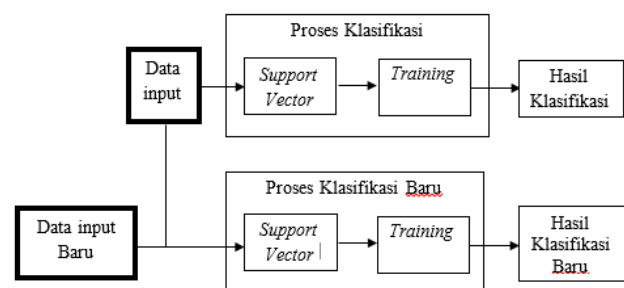 Proses Klasifikasi
Data
input
Support
Vector
Training
Hasil
Klasifikasi
Proses Klasifikasi Baru
Data input
Baru
Support
Vector
Training
Hasil
Klasifikasi
Baru